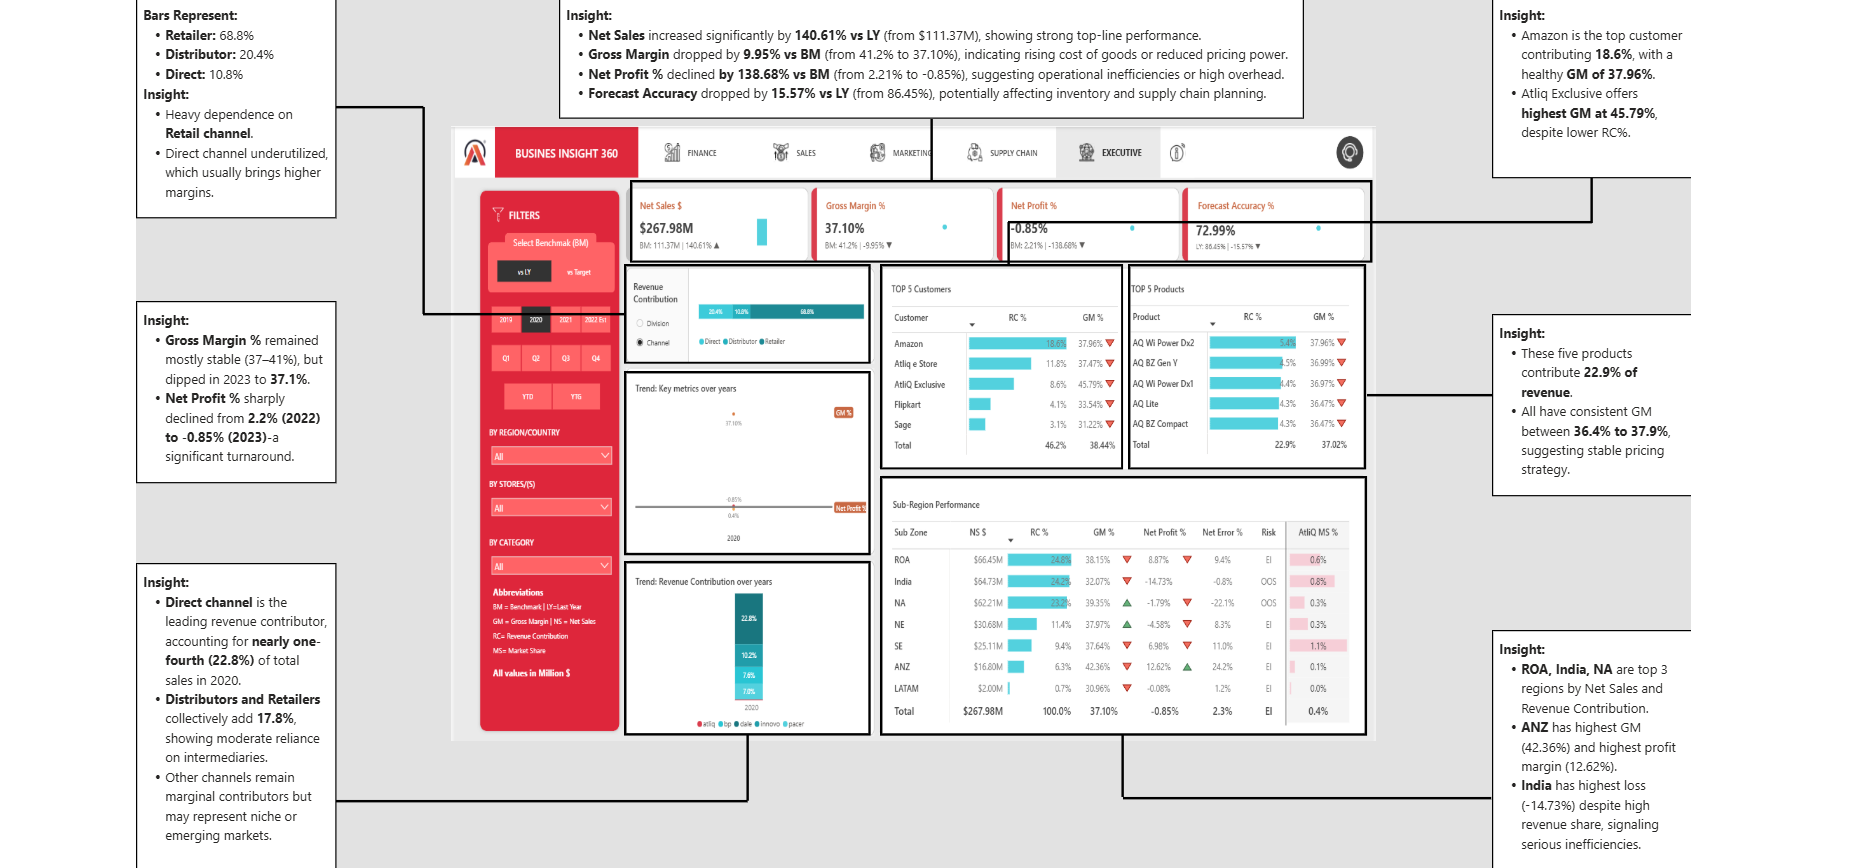 Bars Represent:
• Retailer: 68.8%
• Distributor: 20.4%
• Direct: 10.8%
Insight:
• Heavy dependence on
Retail channel.
• Direct channel underutilized,
which usually brings higher
margins.
Insight:
• Net Sales increased significantly by 140.61% vs LY (from $111.37M), showing strong top-line performance.
• Gross Margin dropped by 9.95% vs BM (from 41.2% to 37.10%), indicating rising cost of goods or reduced pricing power.
• Net Profit % declined by 138.68% vs BM (from 2.21% to -0.85%), suggesting operational inefficiencies or high overhead.
• Forecast Accuracy dropped by 15.57% vs LY (from 86.45%), potentially affecting inventory and supply chain planning.
Insight:
• Amazon is the top customer
contributing 18.6%, with a
healthy GM of 37.96%.
• Atliq Exclusive offers
highest GM at 45.79%,
despite lower RC%.
BUSINES INSIGHT 360
FINANCE
SALES
MARKETING
SUPPLY CHAIN
EXECUTIVE
FILTERS
Select Benchmak (BM)
vs LY
vs Target
2019
2020
2021
2022 Est
Q1
Q2
Q3
Q4
YTD
YTG
BY REGION/COUNTRY
All
BY STORES/(S)
All
BY CATEGORY
All
Abbreviations
BM = Benchmark | LY=Last Year
GM = Gross Margin | NS = Net Sales
RC= Revenue Contribution
MS= Market Share
All values in Million $
Net Sales $
$267.98M
BM: 111.37M | 140.61% ▲
Gross Margin %
37.10%
BM: 41.2% | -9.95% ▼
Net Profit %
-0.85%
BM: 2.21% | -138.68% ▼
Forecast Accuracy %
72.99%
LY: 86.45% | -15.57% ▼
Revenue
Contribution
Division
Channel
20.4% 10.8% 68.8%
Direct Distributor Retailer
Trend: Key metrics over years
GM %
37.10%
-0.85%
Net Profit %
0.4%
2020
Trend: Revenue Contribution over years
22.8%
10.2%
7.6%
7.0%
2020
atliq bp dale innovo pacer
TOP 5 Customers
Customer RC % GM %
Amazon 18.6% 37.96% ▼
Atliq e Store 11.8% 37.47% ▼
AtliQ Exclusive 8.6% 45.79% ▼
Flipkart 4.1% 33.54% ▼
Sage 3.1% 31.22% ▼
Total 46.2% 38.44%
TOP 5 Products
Product RC % GM %
AQ Wi Power Dx2 5.4% 37.96% ▼
AQ BZ Gen Y 4.5% 36.99% ▼
AQ Wi Power Dx1 4.4% 36.97% ▼
AQ Lite 4.3% 36.47% ▼
AQ BZ Compact 4.3% 36.47% ▼
Total 22.9% 37.02%
Sub-Region Performance
Sub Zone NS $ RC % GM % Net Profit % Net Error % Risk AtliQ MS %
ROA $66.45M 24.8% 38.15% ▼ 8.87% ▼ 9.4% EI 0.6%
India $64.73M 24.2% 32.07% ▼ -14.73% -0.8% OOS 0.8%
NA $62.21M 23.2% 39.35% ▲ -1.79% ▼ -22.1% OOS 0.3%
NE $30.68M 11.4% 37.97% ▲ -4.58% ▼ 8.3% EI 0.3%
SE $25.11M 9.4% 37.64% ▼ 6.98% ▼ 11.0% EI 1.1%
ANZ $16.80M 6.3% 42.36% ▼ 12.62% ▲ 24.2% EI 0.1%
LATAM $2.00M 0.7% 30.96% ▼ -0.08% 1.2% EI 0.0%
Total $267.98M 100.0% 37.10% -0.85% 2.3% EI 0.4%
Insight:
• Gross Margin % remained
mostly stable (37–41%), but
dipped in 2023 to 37.1%.
• Net Profit % sharply
declined from 2.2% (2022)
to -0.85% (2023)-a
significant turnaround.
Insight:
• These five products
contribute 22.9% of
revenue.
• All have consistent GM
between 36.4% to 37.9%,
suggesting stable pricing
strategy.
Insight:
• Direct channel is the
leading revenue contributor,
accounting for nearly one-
fourth (22.8%) of total
sales in 2020.
• Distributors and Retailers
collectively add 17.8%,
showing moderate reliance
on intermediaries.
• Other channels remain
marginal contributors but
may represent niche or
emerging markets.
Insight:
• ROA, India, NA are top 3
regions by Net Sales and
Revenue Contribution.
• ANZ has highest GM
(42.36%) and highest profit
margin (12.62%).
• India has highest loss
(-14.73%) despite high
revenue share, signaling
serious inefficiencies.